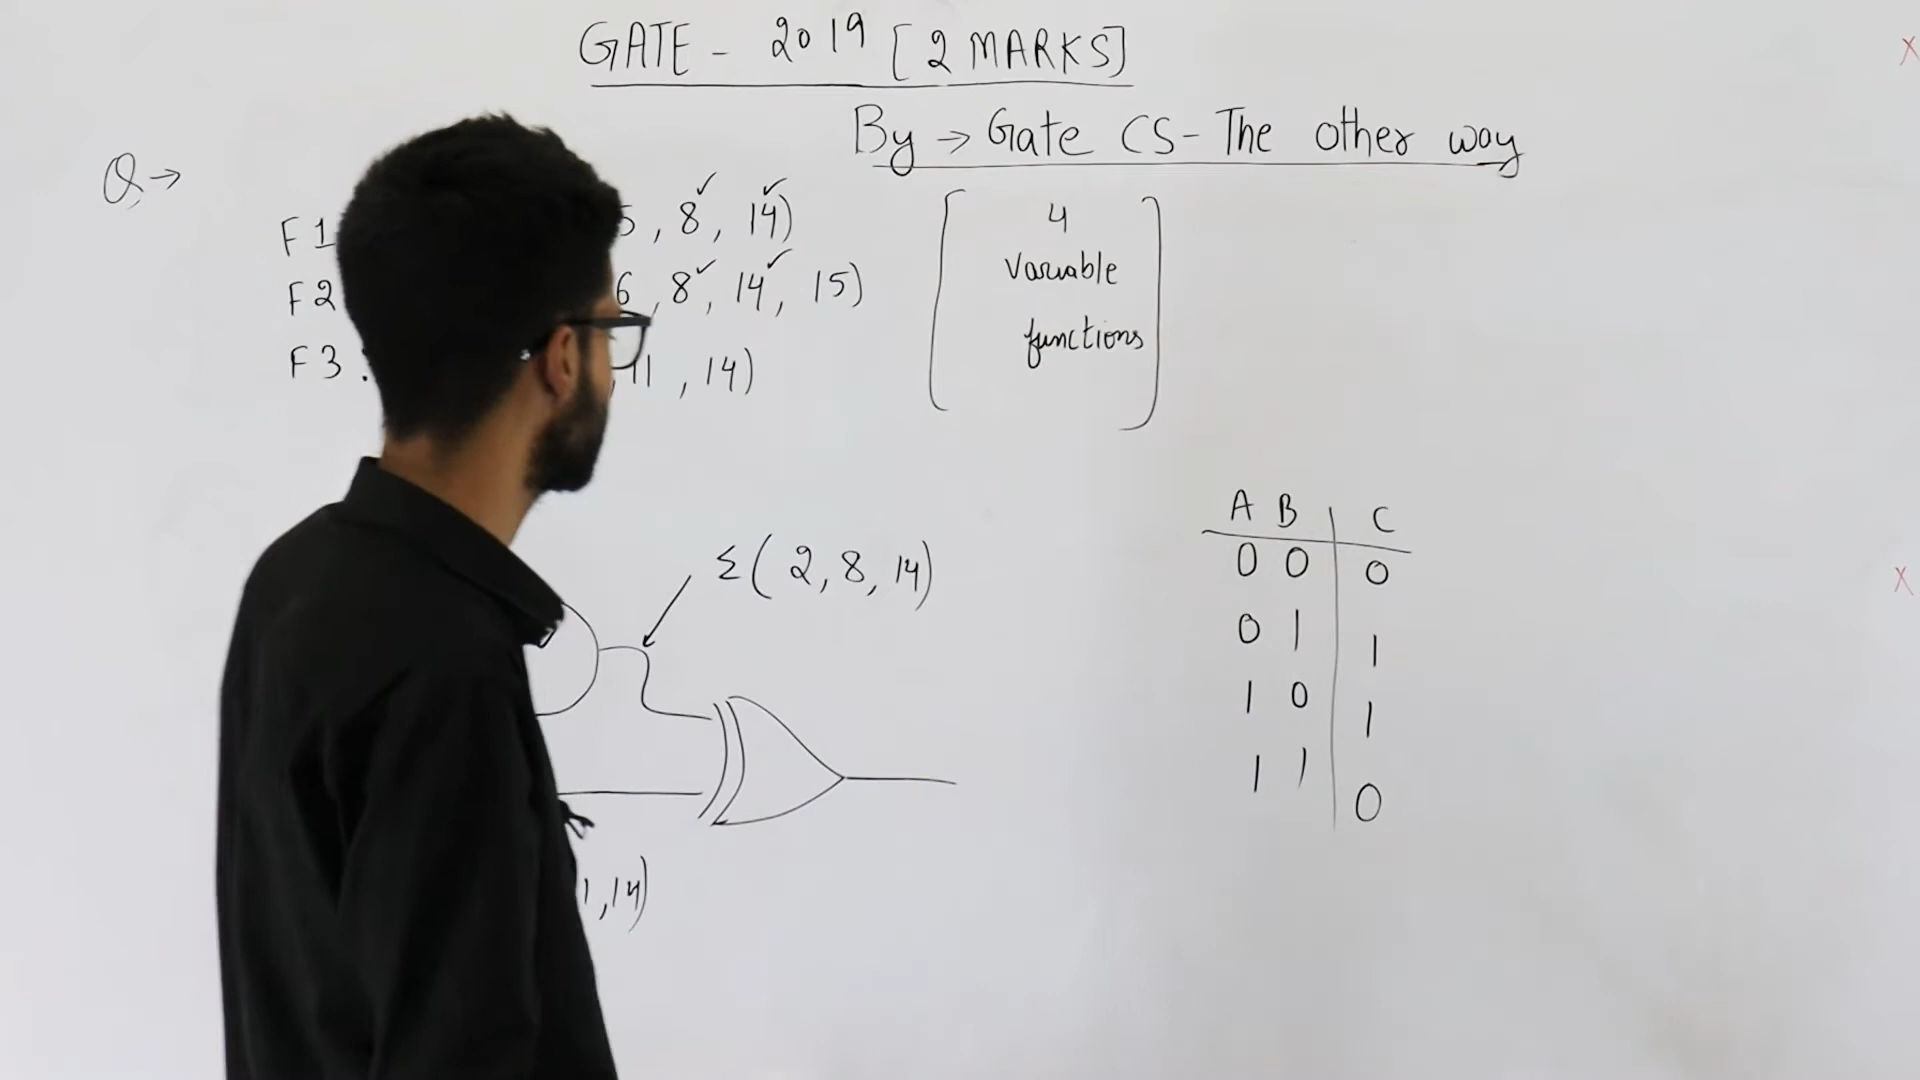 GATE - 2019 [2 MARKS]
By → Gate CS - The other way
Q →
F1 5, 8, 14)
F2 6, 8, 14, 15)
F3 : , 11, 14)
4
Variable
functions
Σ(2, 8, 14)
A B C
0 0 0
0 1 1
1 0 1
1 1 0
1, 14)